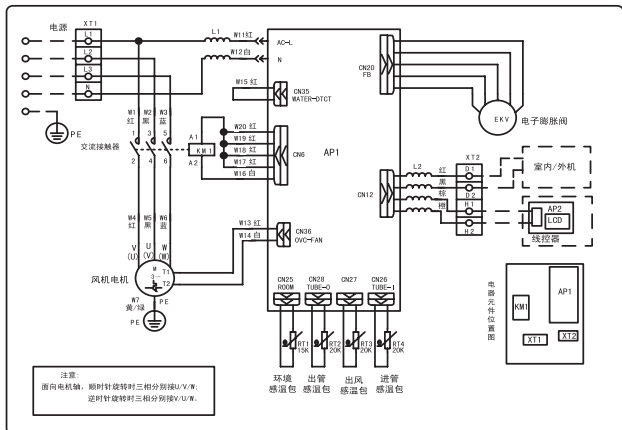 电源
XT1
L1
L2
L3
N
PE
L1
W11红
W12白
AC-L
N
W15 红
CN35
WATER-DTCT
W1
红
W2
黑
W3
蓝
1
3
5
交流接触器
2
4
6
A1
KM1
A2
W20 红
W19 红
W18 红
W17 红
W16 白
CN6
AP1
CN20
FB
EKV
电子膨胀阀
L2
红
黑
棕
橙
CN12
XT2
D1
D2
H1
H2
室内/外机
AP2
LCD
线控器
W4
红
W5
黑
W6
蓝
V
(U)
U
(V)
W
(W)
M
3~
T1
T2
W13 红
W14 白
CN36
OVC-FAN
风机电机
W7
黄/绿
PE
PE
CN25
ROOM
CN28
TUBE-O
CN27
CN26
TUBE-I
RT1
15K
RT2
20K
RT3
20K
RT4
20K
环境
感温包
出管
感温包
出风
感温包
进管
感温包
电器元件位置图
KM1
AP1
XT1
XT2
注意:
面向电机轴, 顺时针旋转时三相分别接U/V/W;
逆时针旋转时三相分别接V/U/W.